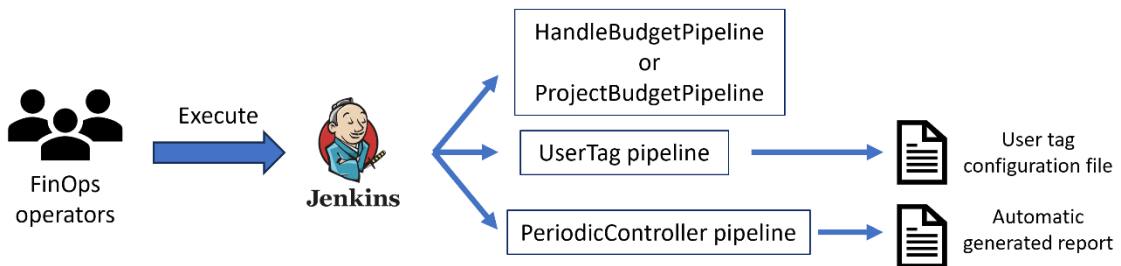 FinOps
operators
Execute
Jenkins
HandleBudgetPipeline
or
ProjectBudgetPipeline
UserTag pipeline
User tag
configuration file
PeriodicController pipeline
Automatic
generated report